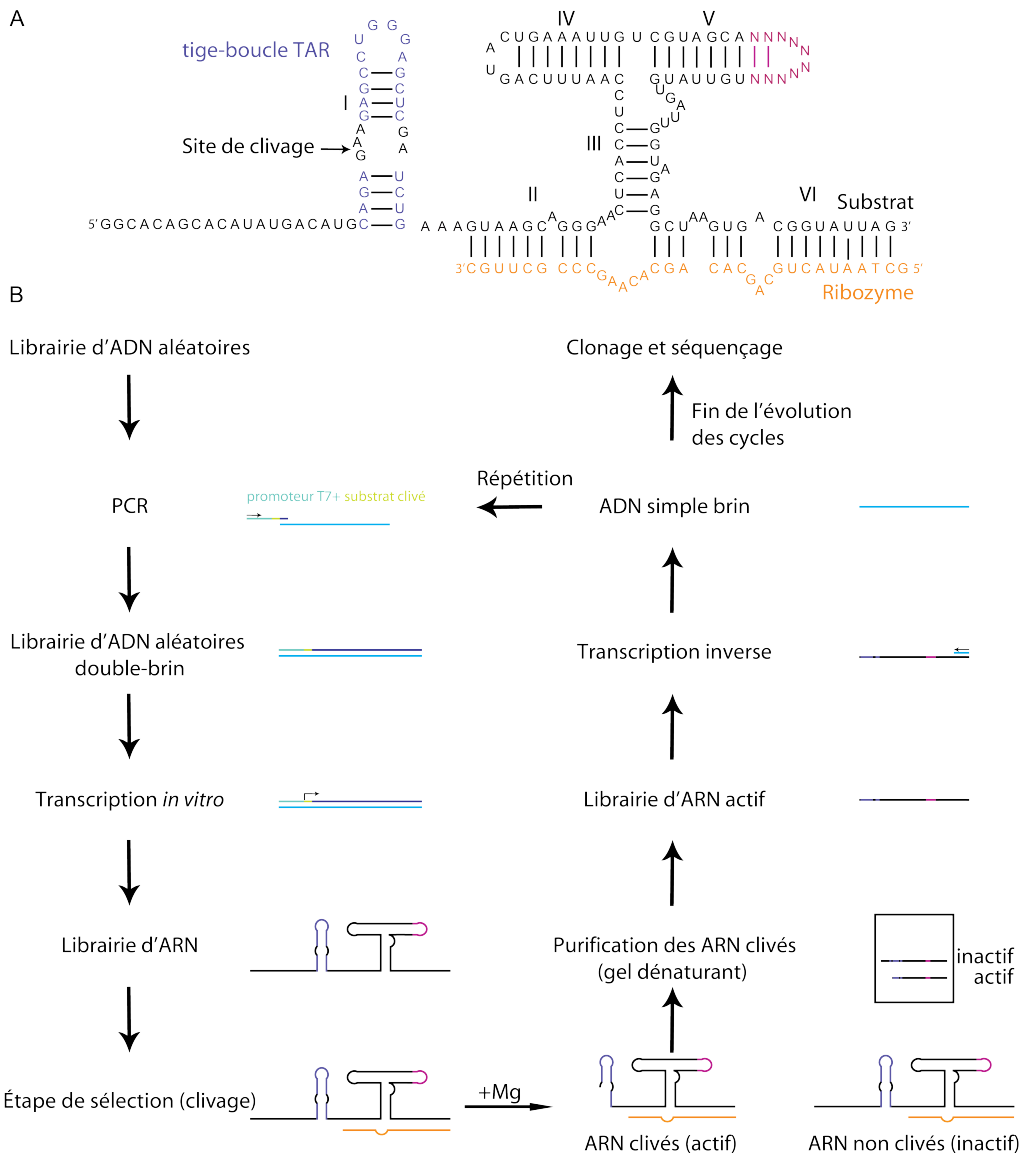 A
tige-boucle TAR
Site de clivage
I
II
III
IV
V
VI
Substrat
Ribozyme
5'GGCACAGCACAUAUGACAUGC
3'
3'
5'
B
Librairie d'ADN aléatoires
Clonage et séquençage
Fin de l'évolution
des cycles
PCR
promoteur T7+ substrat clivé
Répétition
ADN simple brin
Librairie d'ADN aléatoires
double-brin
Transcription inverse
Transcription in vitro
Librairie d'ARN actif
Librairie d'ARN
Purification des ARN clivés
(gel dénaturant)
inactif
actif
Étape de sélection (clivage)
+Mg
ARN clivés (actif)
ARN non clivés (inactif)